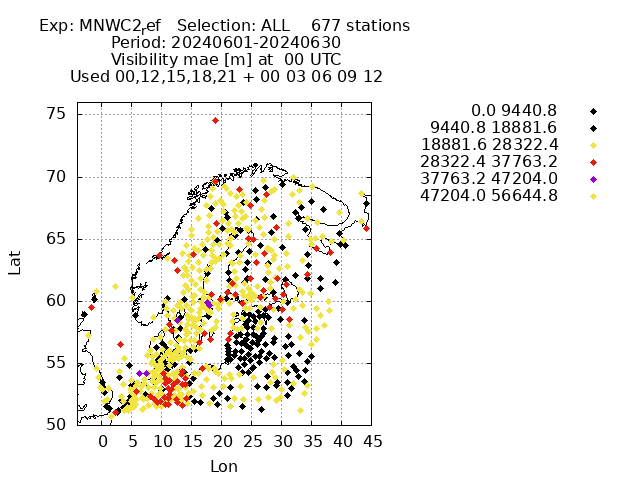 Exp: MNWC2ref   Selection: ALL    677 stations
Period: 20240601-20240630
Visibility mae [m] at  00 UTC
Used 00,12,15,18,21 + 00 03 06 09 12
0.0 9440.8
9440.8 18881.6
18881.6 28322.4
28322.4 37763.2
37763.2 47204.0
47204.0 56644.8
75
70
65
60
55
50
Lat
0 5 10 15 20 25 30 35 40 45
Lon